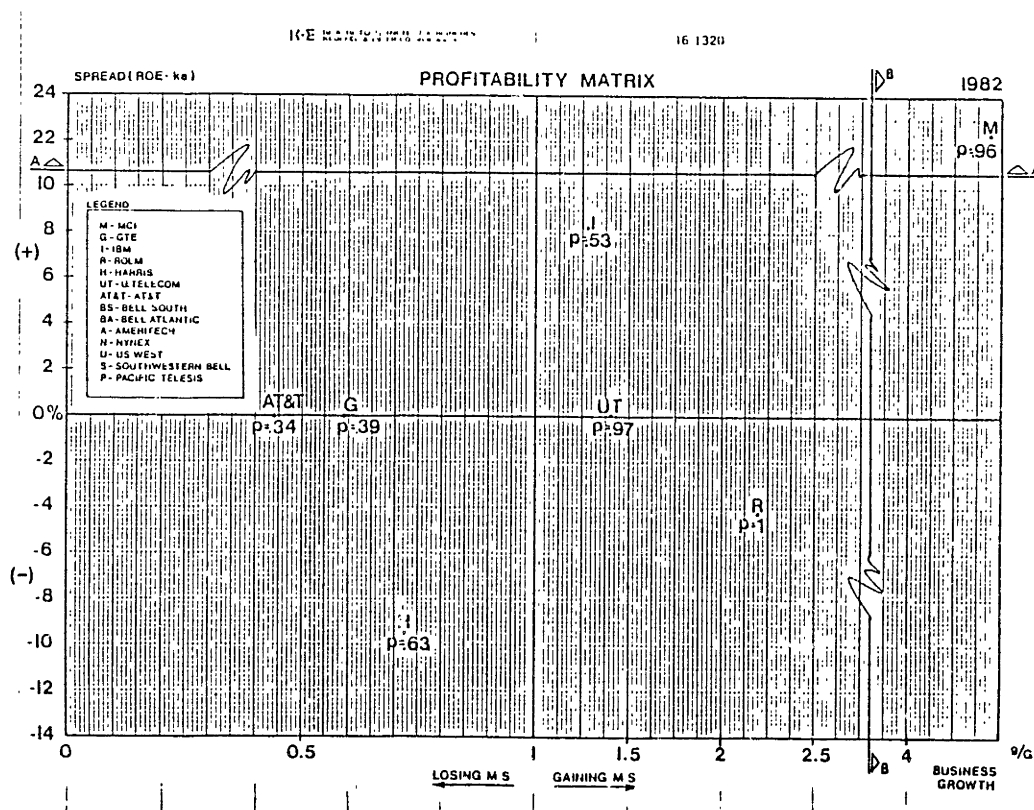 K-E
16 1320
SPREAD (ROE-ke)
PROFITABILITY MATRIX
B
1982
24
22
M
p=.96
A
A
10
LEGEND
M - MCI
G - GTE
I - IBM
R - ROLM
H - HARRIS
UT - U. TELECOM
AT&T - AT&T
BS - BELL SOUTH
BA - BELL ATLANTIC
A - AMERITECH
N - NYNEX
U - US WEST
S - SOUTHWESTERN BELL
P - PACIFIC TELESIS
8
I
p=.53
(+)
6
4
2
AT&T
G
UT
0%
p=.34
p=.39
p=.97
-2
-4
R
p=.1
-6
(-)
-8
-10
p=.63
-12
-14
0
0.5
1
1.5
2
2.5
4
g/G
LOSING M S
GAINING M S
B
BUSINESS
GROWTH